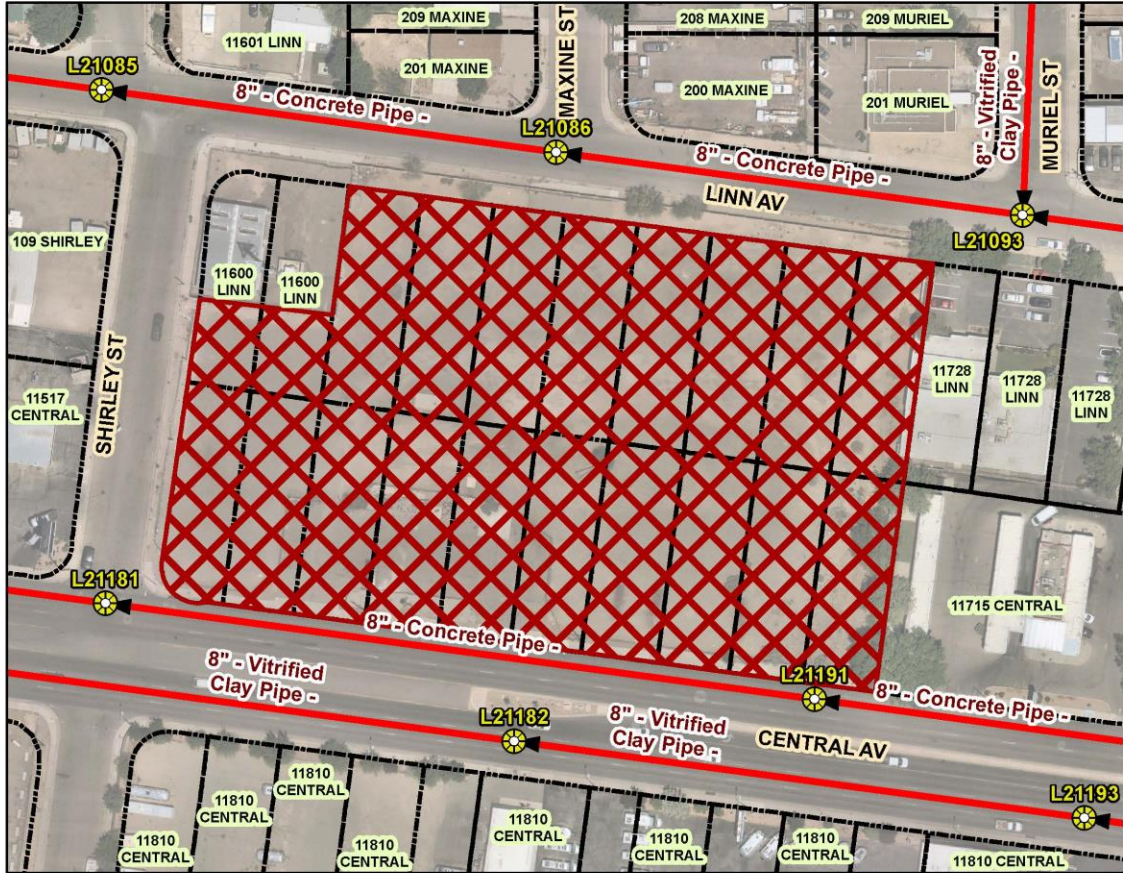 209 MAXINE
208 MAXINE
209 MURIEL
11601 LINN
201 MAXINE
MAXINE ST
200 MAXINE
201 MURIEL
8" - Vitrified
Clay Pipe -
MURIEL ST
L21085
8" - Concrete Pipe -
L21086
8" - Concrete Pipe -
LINN AV
L21093
109 SHIRLEY
11600
LINN
11600
LINN
11517
CENTRAL
SHIRLEY ST
11728
LINN
11728
LINN
11728
LINN
L21181
8" - Concrete Pipe -
11715 CENTRAL
8" - Vitrified
Clay Pipe -
L21191
8" - Concrete Pipe -
L21182
8" - Vitrified
Clay Pipe -
CENTRAL AV
L21193
11810
CENTRAL
11810
CENTRAL
11810
CENTRAL
11810
CENTRAL
11810
CENTRAL
11810
CENTRAL
11810
CENTRAL
11810 CENTRAL